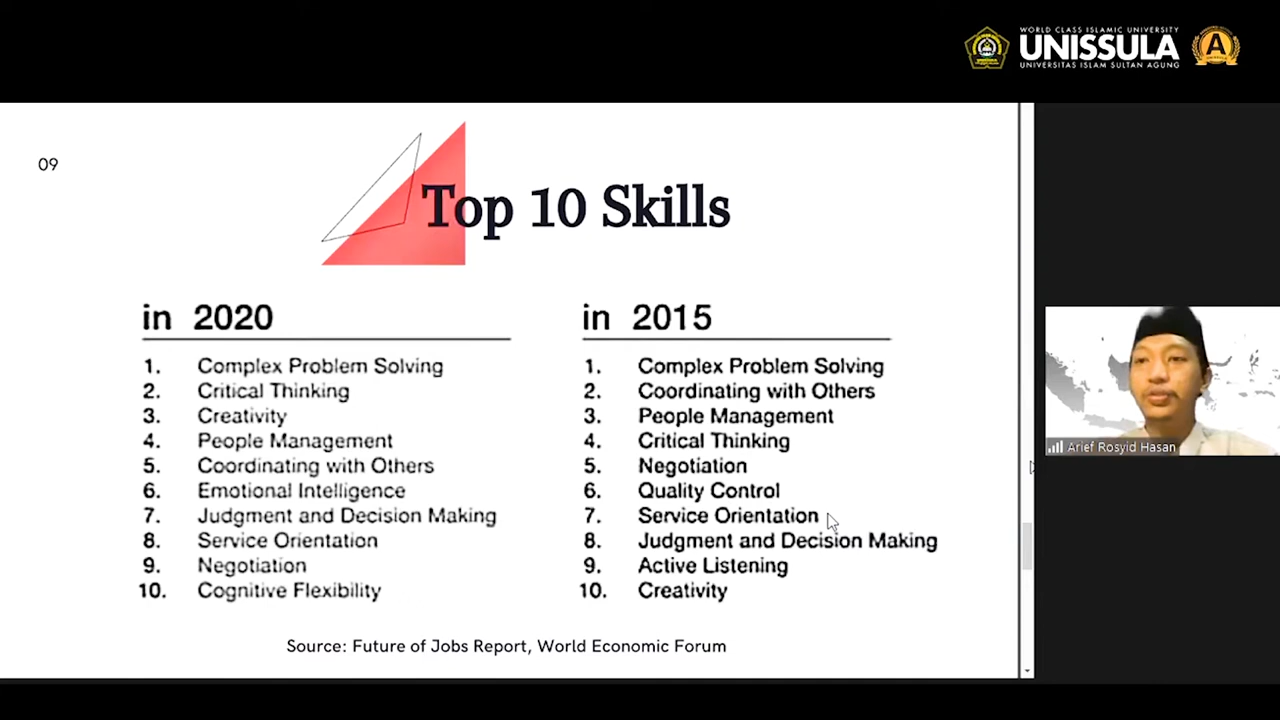 WORLD CLASS ISLAMIC UNIVERSITY
UNISSULA
UNIVERSITAS ISLAM SULTAN AGUNG
A
09
Top 10 Skills
in 2020
1. Complex Problem Solving
2. Critical Thinking
3. Creativity
4. People Management
5. Coordinating with Others
6. Emotional Intelligence
7. Judgment and Decision Making
8. Service Orientation
9. Negotiation
10. Cognitive Flexibility
in 2015
1. Complex Problem Solving
2. Coordinating with Others
3. People Management
4. Critical Thinking
5. Negotiation
6. Quality Control
7. Service Orientation
8. Judgment and Decision Making
9. Active Listening
10. Creativity
Source: Future of Jobs Report, World Economic Forum
Arief Rosyid Hasan